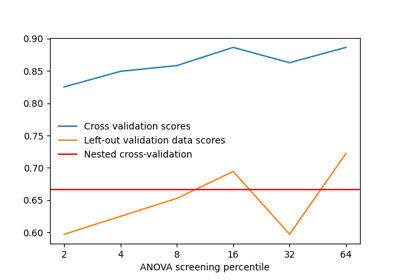 0.90
0.85
0.80
0.75
0.70
0.65
0.60
Cross validation scores
Left-out validation data scores
Nested cross-validation
2 4 8 16 32 64
ANOVA screening percentile